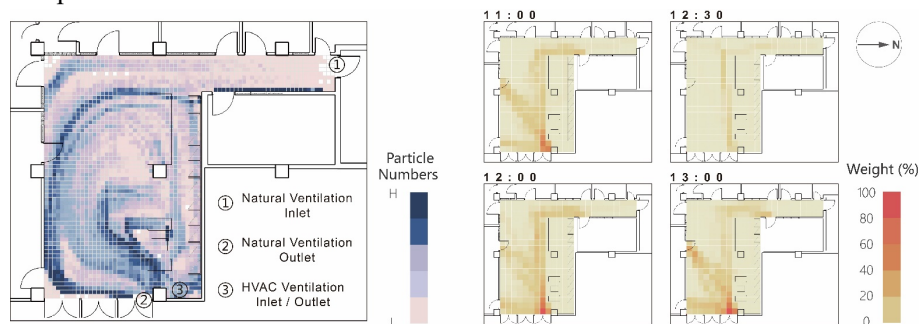 ①
Particle
Numbers
H
L
① Natural Ventilation
Inlet
② Natural Ventilation
Outlet
③ HVAC Ventilation
Inlet / Outlet
②
③
11:00
12:30
12:00
13:00
N
Weight (%)
100
80
60
40
20
0